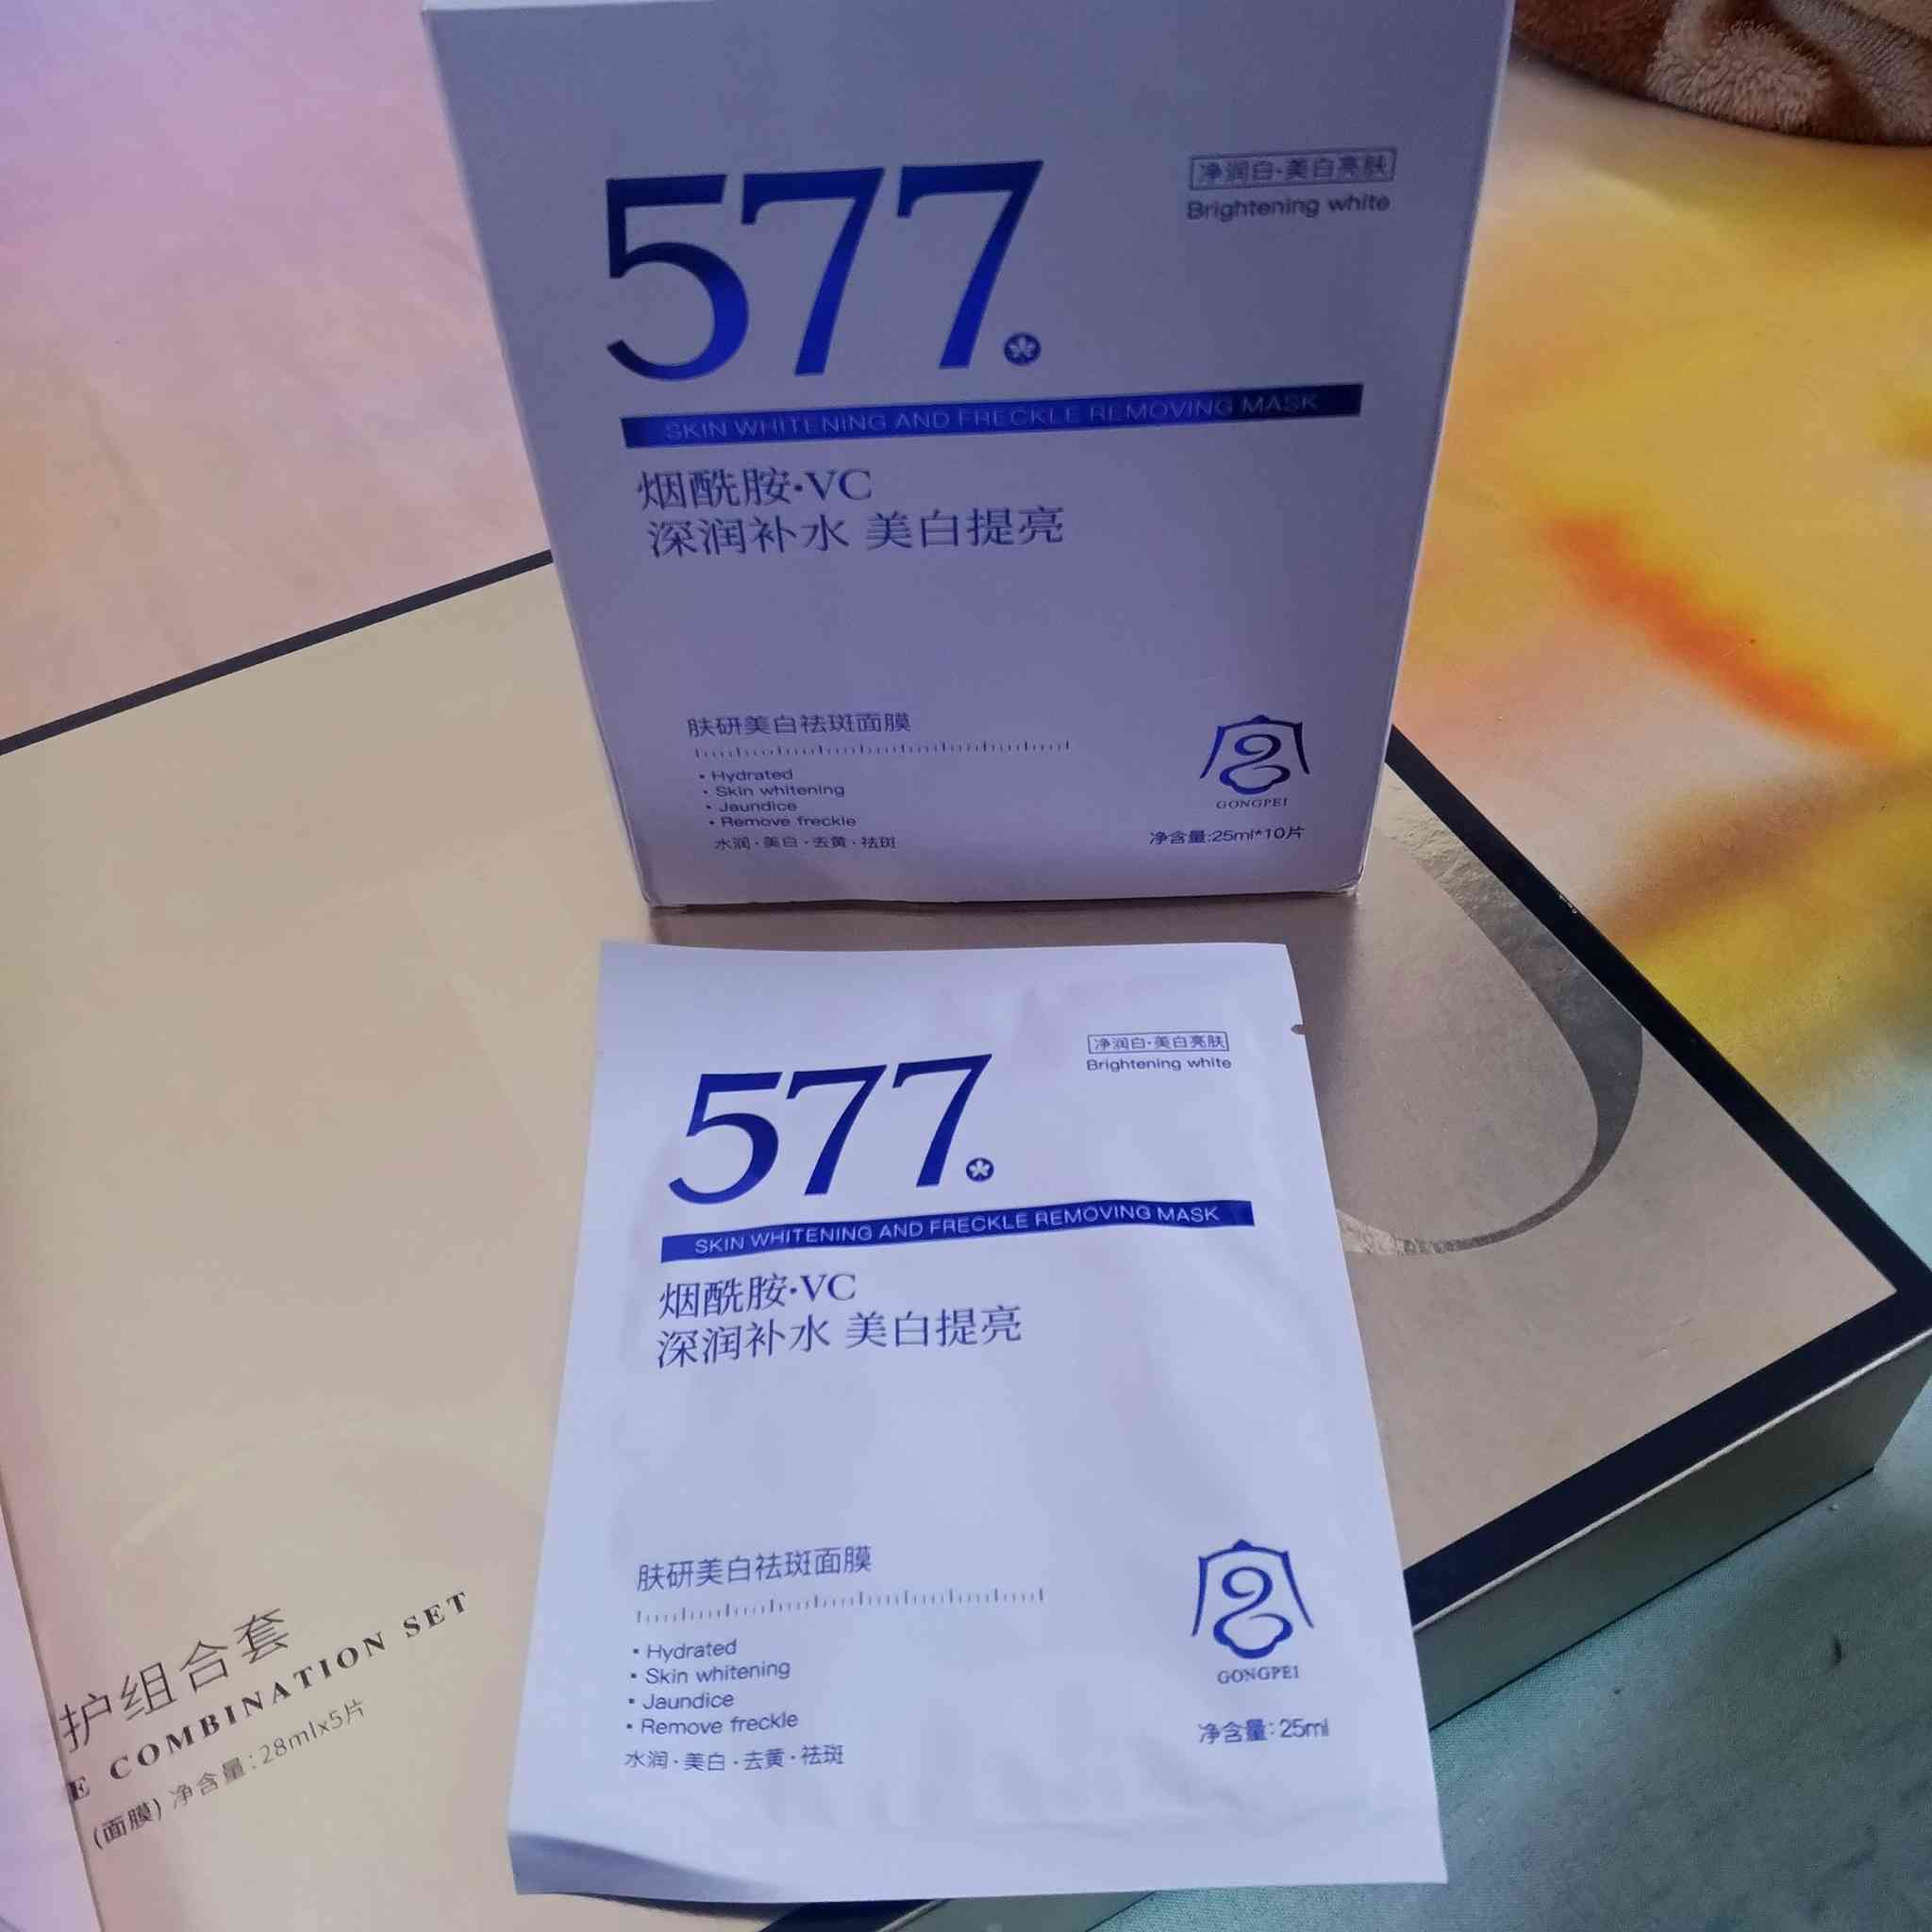 577
净润白·美白亮肤
Brightening white
SKIN WHITENING AND FRECKLE REMOVING MASK
烟酰胺·VC
深润补水 美白提亮
肤研美白祛斑面膜
• Hydrated
• Skin whitening
• Jaundice
• Remove freckle
水润·美白·去黄·祛斑
GONGPEI
净含量:25ml*10片
577
净润白·美白亮肤
Brightening white
SKIN WHITENING AND FRECKLE REMOVING MASK
烟酰胺·VC
深润补水 美白提亮
肤研美白祛斑面膜
• Hydrated
• Skin whitening
• Jaundice
• Remove freckle
水润·美白·去黄·祛斑
GONGPEI
净含量:25ml
护组合套
E COMBINATION SET
(面膜) 净含量:28mlx5片